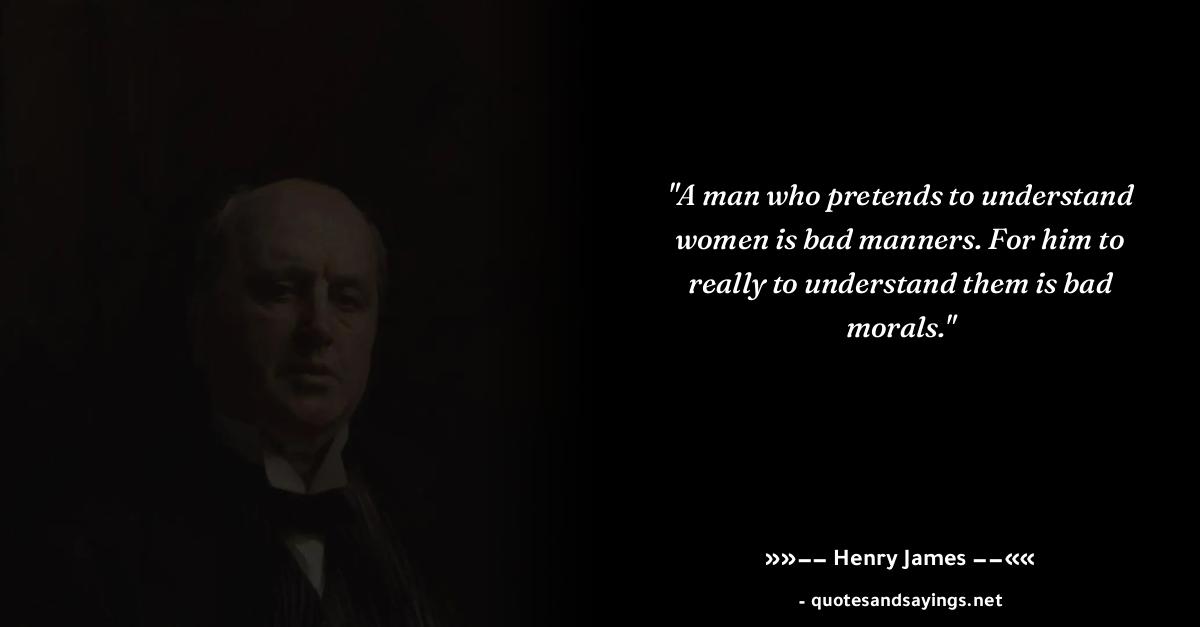 "A man who pretends to understand
women is bad manners. For him to
really to understand them is bad
morals."
»»–– Henry James ––««
- quotesandsayings.net